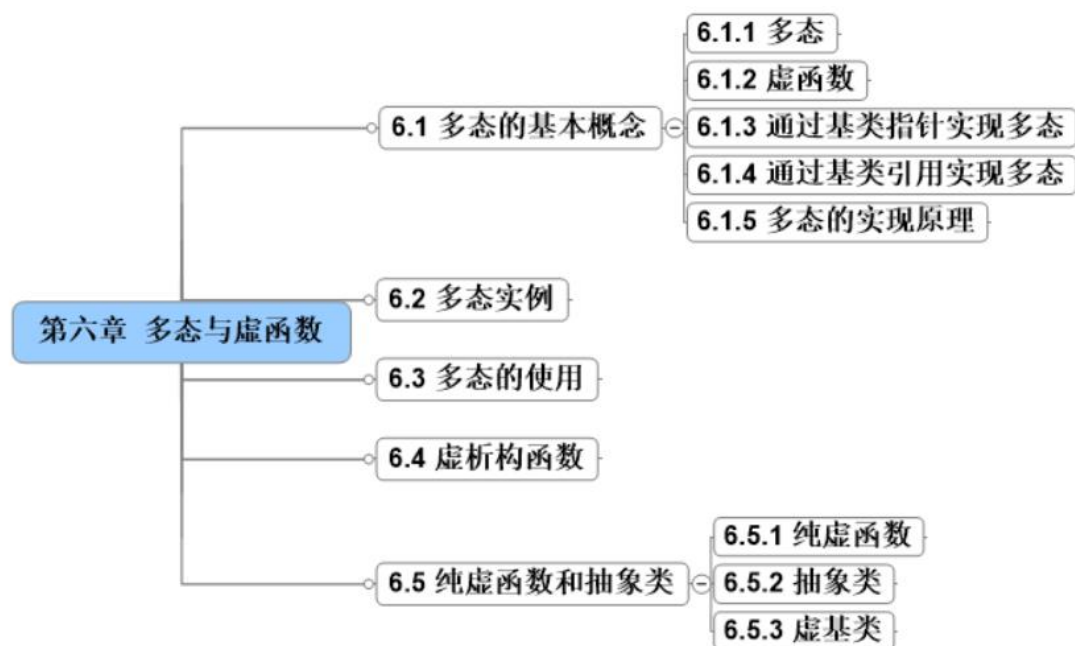 6.1.1 多态
6.1.2 虚函数
6.1 多态的基本概念
6.1.3 通过基类指针实现多态
6.1.4 通过基类引用实现多态
6.1.5 多态的实现原理
6.2 多态实例
第六章 多态与虚函数
6.3 多态的使用
6.4 虚析构函数
6.5.1 纯虚函数
6.5 纯虚函数和抽象类
6.5.2 抽象类
6.5.3 虚基类